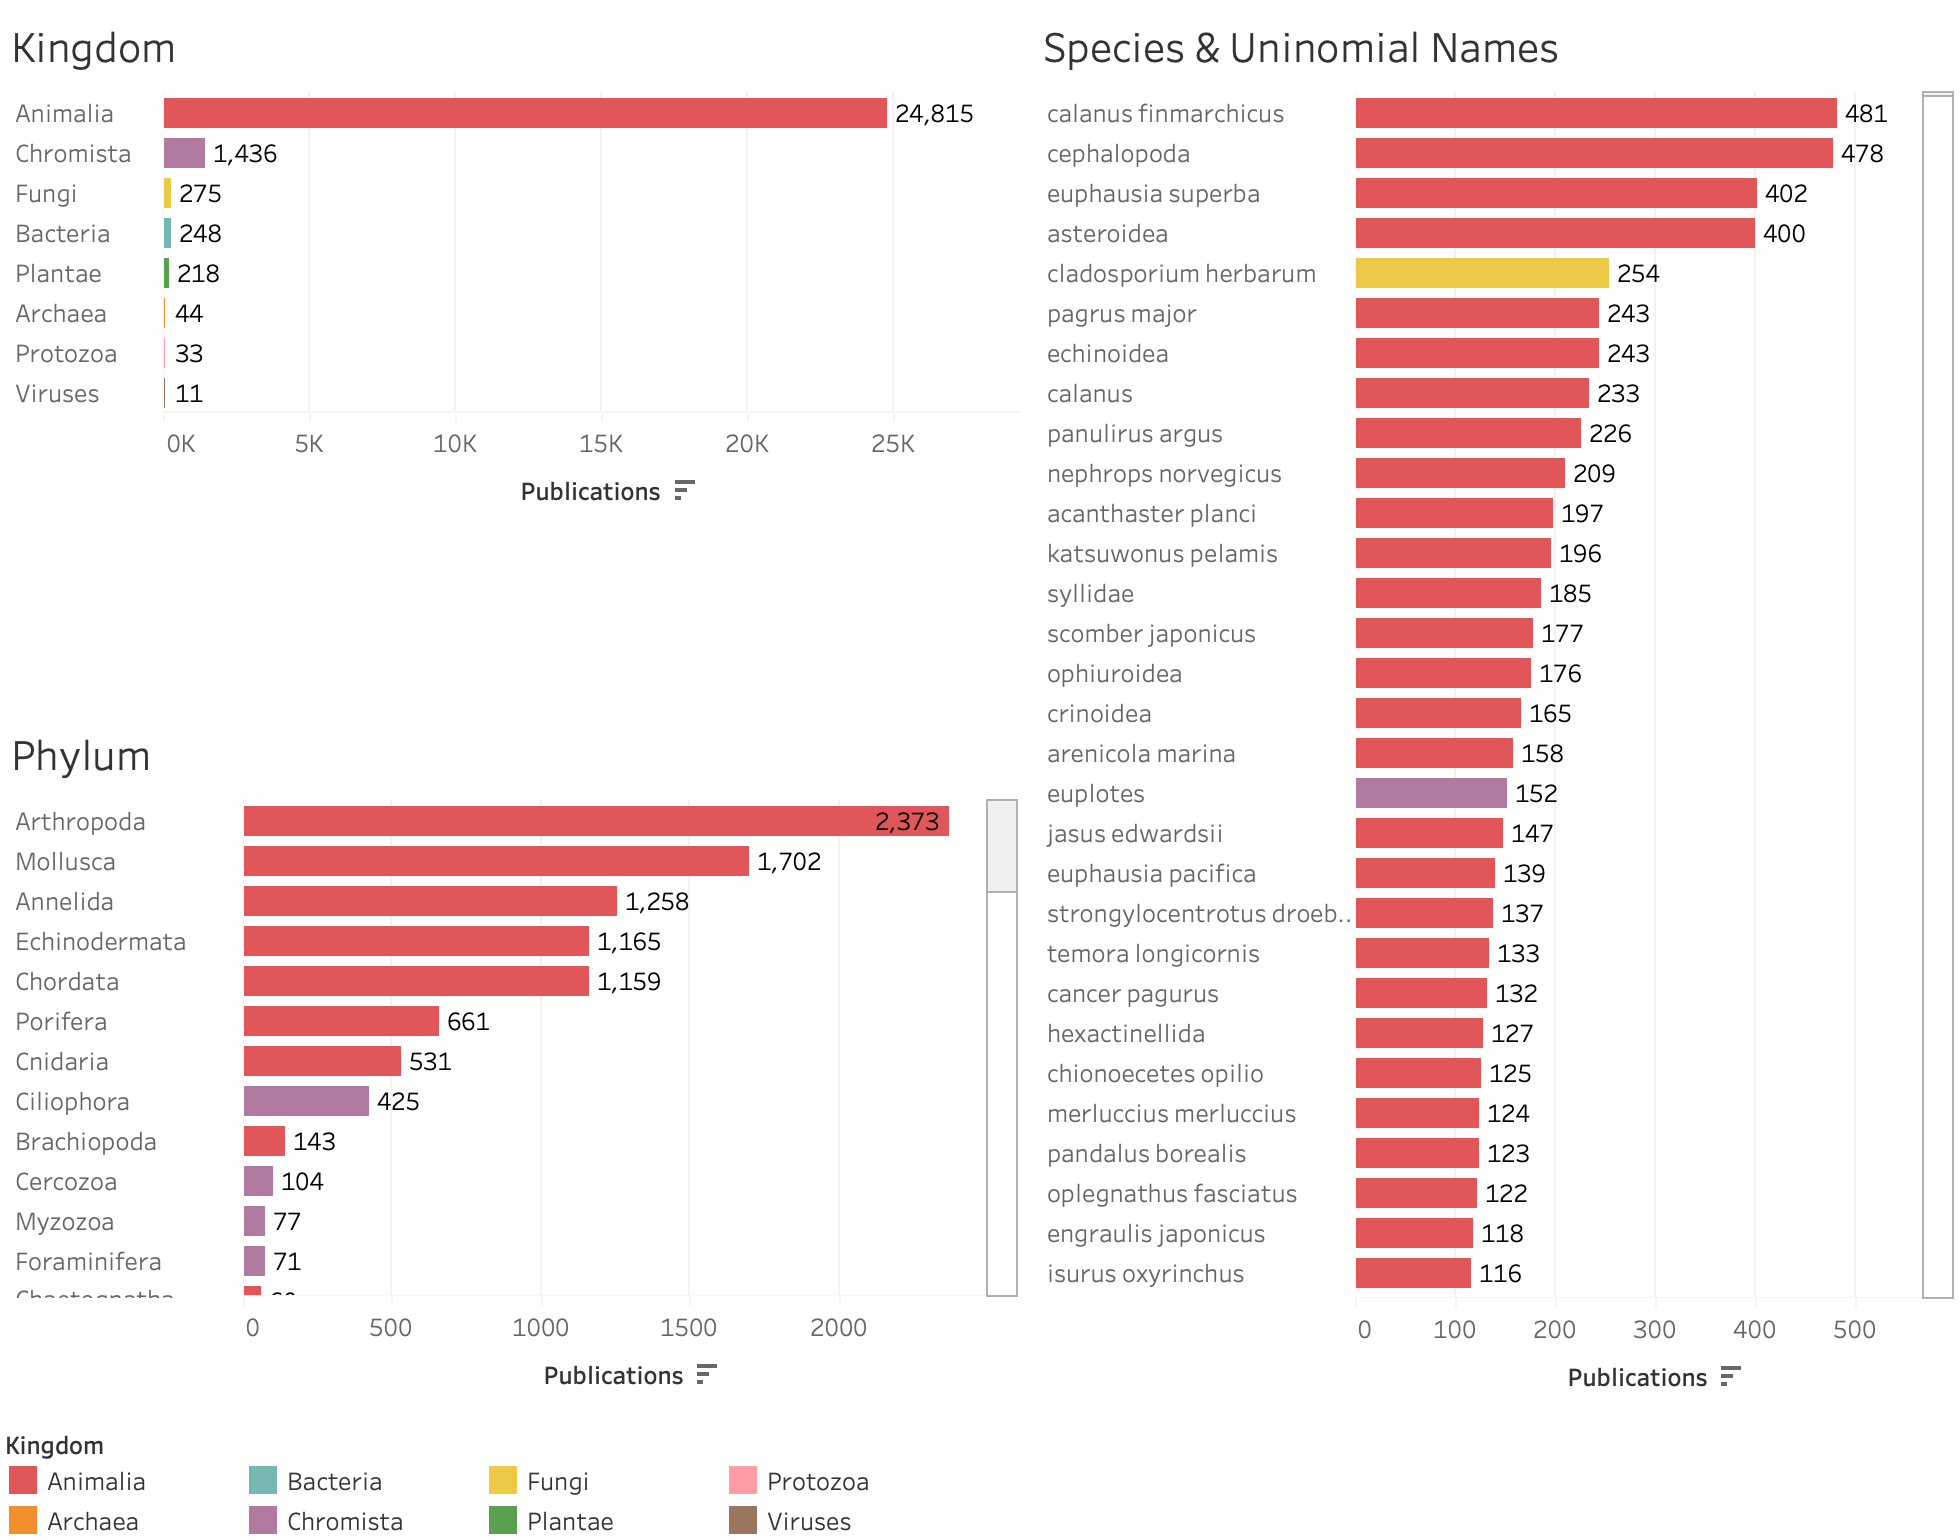 Kingdom
Animalia 24,815
Chromista 1,436
Fungi 275
Bacteria 248
Plantae 218
Archaea 44
Protozoa 33
Viruses 11
0K 5K 10K 15K 20K 25K
Publications
Phylum
Arthropoda 2,373
Mollusca 1,702
Annelida 1,258
Echinodermata 1,165
Chordata 1,159
Porifera 661
Cnidaria 531
Ciliophora 425
Brachiopoda 143
Cercozoa 104
Myzozoa 77
Foraminifera 71
0 500 1000 1500 2000
Publications
Species & Uninomial Names
calanus finmarchicus 481
cephalopoda 478
euphausia superba 402
asteroidea 400
cladosporium herbarum 254
pagrus major 243
echinoidea 243
calanus 233
panulirus argus 226
nephrops norvegicus 209
acanthaster planci 197
katsuwonus pelamis 196
syllidae 185
scomber japonicus 177
ophiuroidea 176
crinoidea 165
arenicola marina 158
euplotes 152
jasus edwardsii 147
euphausia pacifica 139
strongylocentrotus droeb.. 137
temora longicornis 133
cancer pagurus 132
hexactinellida 127
chionoecetes opilio 125
merluccius merluccius 124
pandalus borealis 123
oplegnathus fasciatus 122
engraulis japonicus 118
isurus oxyrinchus 116
0 100 200 300 400 500
Publications
Kingdom
Animalia Bacteria Fungi Protozoa
Archaea Chromista Plantae Viruses